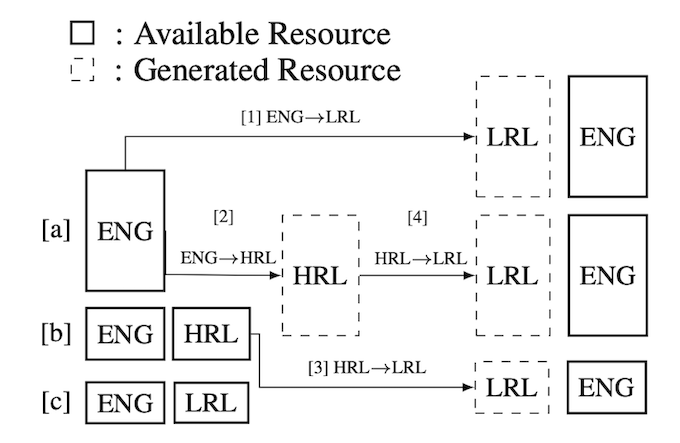 : Available Resource
: Generated Resource
[1] ENG→LRL
LRL ENG
[a] ENG
[2] ENG→HRL
HRL
[4] HRL→LRL
LRL ENG
[b] ENG HRL
[3] HRL→LRL
LRL ENG
[c] ENG LRL